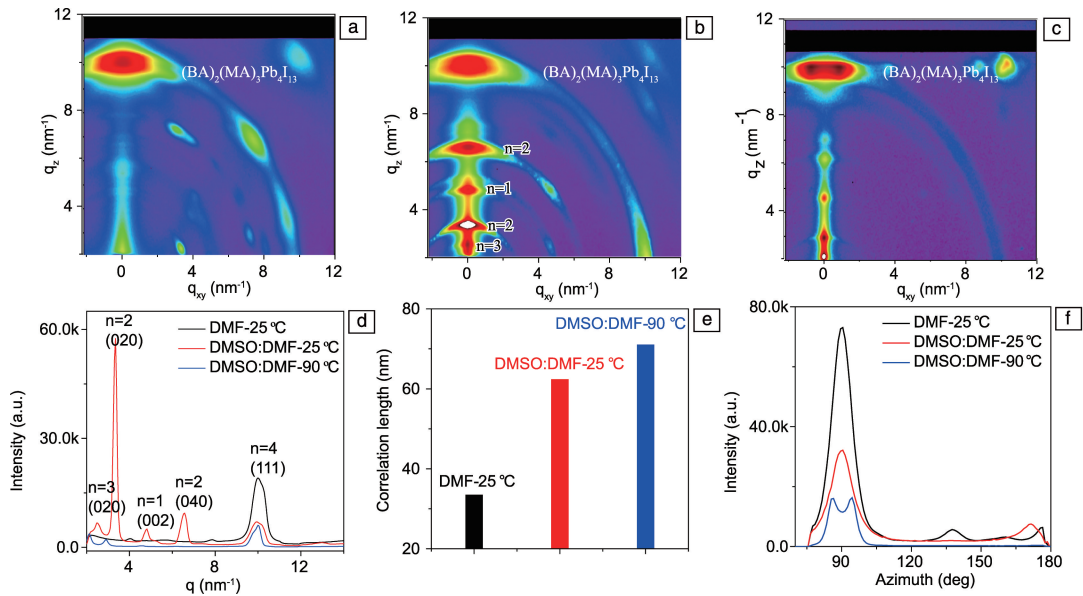 a
(BA)2(MA)3Pb4I13
12
8
4
0
4
8
12
qz (nm-1)
qxy (nm-1)
b
(BA)2(MA)3Pb4I13
n=2
n=1
n=2
n=3
12
8
4
0
4
8
12
qz (nm-1)
qxy (nm-1)
c
(BA)2(MA)3Pb4I13
12
8
4
0
4
8
12
qz (nm-1)
qxy (nm-1)
d
n=2
(020)
DMF-25 ℃
DMSO:DMF-25 ℃
DMSO:DMF-90 ℃
n=3
(020)
n=1
(002)
n=2
(040)
n=4
(111)
60.0k
30.0k
0.0
4
8
12
Intensity (a.u.)
q (nm-1)
e
DMSO:DMF-90 ℃
DMSO:DMF-25 ℃
DMF-25 ℃
80
60
40
20
Correlation length (nm)
f
DMF-25 ℃
DMSO:DMF-25 ℃
DMSO:DMF-90 ℃
80.0k
40.0k
0.0
90
120
150
180
Intensity (a.u.)
Azimuth (deg)